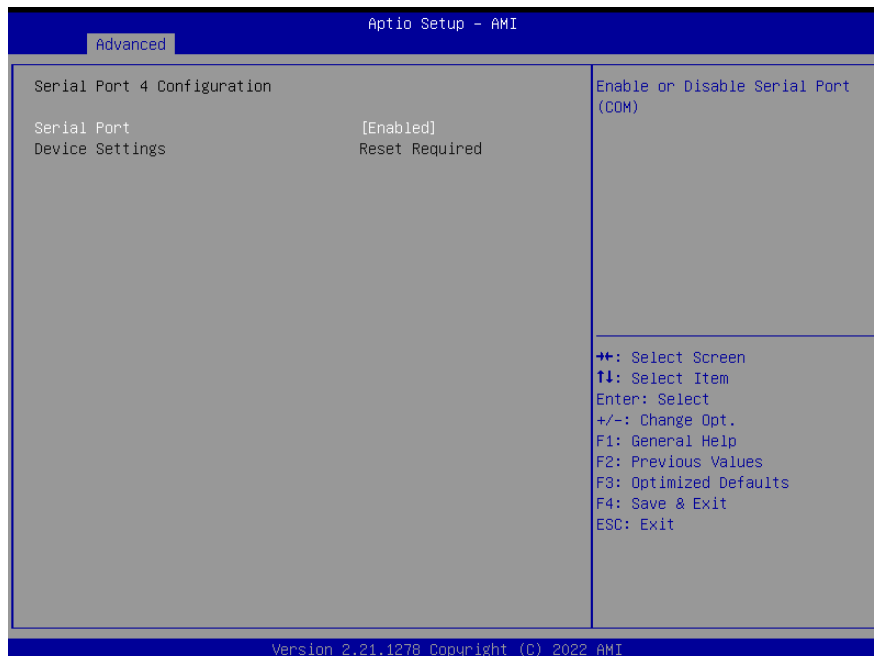 Aptio Setup – AMI
Advanced
Serial Port 4 Configuration
Serial Port [Enabled]
Device Settings Reset Required
Enable or Disable Serial Port
(COM)
→←: Select Screen
↑↓: Select Item
Enter: Select
+/-: Change Opt.
F1: General Help
F2: Previous Values
F3: Optimized Defaults
F4: Save & Exit
ESC: Exit
Version 2.21.1278 Copyright (C) 2022 AMI